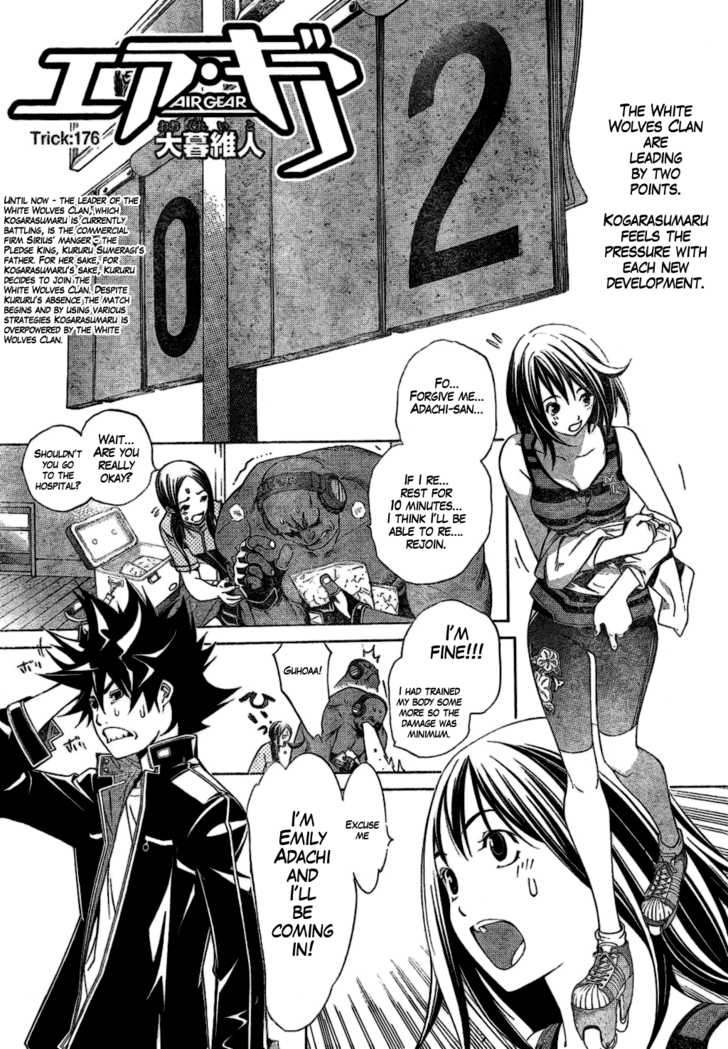 エア・ギア
AIR GEAR
Trick:176
おお ぐれ い と
大暮維人
0
2
THE WHITE
WOLVES CLAN
ARE
LEADING
BY TWO
POINTS.
KOGARASUMARU
FEELS THE
PRESSURE WITH
EACH NEW
DEVELOPMENT.
UNTIL NOW - THE LEADER OF THE
WHITE WOLVES CLAN, WHICH
KOGARASUMARU IS CURRENTLY
BATTLING, IS THE COMMERCIAL
FIRM SIRIUS' MANGER - THE
PLEDGE KING, KURURU SUMERAGI'S
FATHER. FOR HER SAKE, FOR
KOGARASUMARU'S SAKE, KURURU
DECIDES TO JOIN THE
WHITE WOLVES CLAN. DESPITE
KURURU'S ABSENCE THE MATCH
BEGINS AND BY USING VARIOUS
STRATEGIES KOGARASUMARU IS
OVERPOWERED BY THE WHITE
WOLVES CLAN.
FO...
FORGIVE ME...
ADACHI-SAN...
IF I RE...
REST FOR
10 MINUTES...
I THINK I'LL BE
ABLE TO RE....
REJOIN.
WAIT...
ARE YOU
REALLY
OKAY?
SHOULDN'T
YOU GO
TO THE
HOSPITAL?
I'M
FINE!!!
I HAD TRAINED
MY BODY SOME
MORE SO THE
DAMAGE WAS
MINIMUM.
GUHOAA!
EXCUSE
ME
I'M
EMILY
ADACHI
AND
I'LL
BE
COMING
IN!